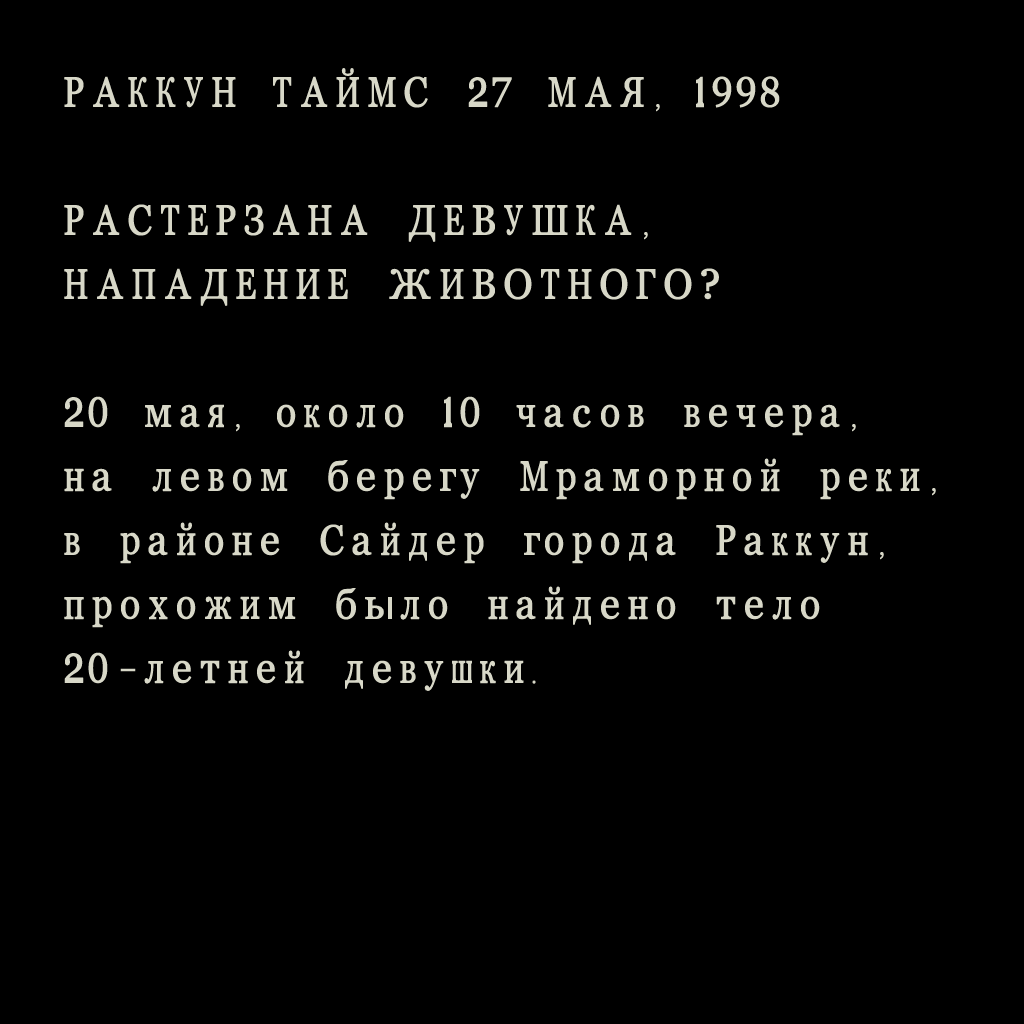 РАККУН ТАЙМС 27 МАЯ, 1998
РАСТЕРЗАНА ДЕВУШКА,
НАПАДЕНИЕ ЖИВОТНОГО?
20 мая, около 10 часов вечера,
на левом берегу Мраморной реки,
в районе Сайдер города Раккун,
прохожим было найдено тело
20-летней девушки.